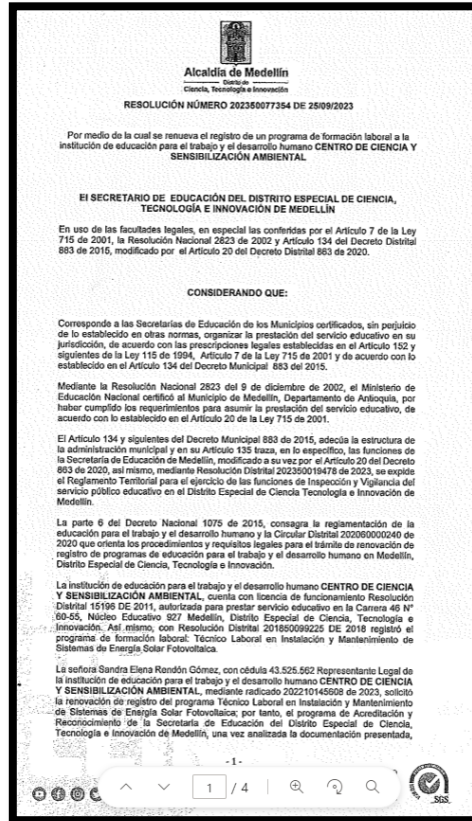 Alcaldía de Medellín
Distrito de
Ciencia, Tecnología e Innovación
RESOLUCIÓN NÚMERO 202350077354 DE 25/09/2023
Por medio de la cual se renueva el registro de un programa de formación laboral a la
institución de educación para el trabajo y el desarrollo humano CENTRO DE CIENCIA Y
SENSIBILIZACIÓN AMBIENTAL
El SECRETARIO DE EDUCACIÓN DEL DISTRITO ESPECIAL DE CIENCIA,
TECNOLOGÍA E INNOVACIÓN DE MEDELLÍN
En uso de las facultades legales, en especial las conferidas por el Artículo 7 de la Ley
715 de 2001, la Resolución Nacional 2823 de 2002 y Artículo 134 del Decreto Distrital
883 de 2015, modificado por el Artículo 20 del Decreto Distrital 863 de 2020.
CONSIDERANDO QUE:
Corresponde a las Secretarias de Educación de los Municipios certificados, sin perjuicio
de lo establecido en otras normas, organizar la prestación del servicio educativo en su
jurisdicción, de acuerdo con las prescripciones legales establecidas en el Artículo 152 y
siguientes de la Ley 115 de 1994, Artículo 7 de la Ley 715 de 2001 y de acuerdo con lo
establecido en el Artículo 134 del Decreto Municipal 883 del 2015.
Mediante la Resolución Nacional 2823 del 9 de diciembre de 2002, el Ministerio de
Educación Nacional certificó al Municipio de Medellín, Departamento de Antioquia, por
haber cumplido los requerimientos para asumir la prestación del servicio educativo, de
acuerdo con lo establecido en el Artículo 20 de la Ley 715 de 2001.
El Artículo 134 y siguientes del Decreto Municipal 883 de 2015, adecúa la estructura de
la administración municipal y en su Artículo 135 traza, en lo específico, las funciones de
la Secretaría de Educación de Medellín, modificado a su vez por el Artículo 20 del Decreto
863 de 2020, así mismo, mediante Resolución Distrital 202350019478 de 2023, se expide
el Reglamento Territorial para el ejercicio de las funciones de Inspección y Vigilancia del
servicio público educativo en el Distrito Especial de Ciencia Tecnología e Innovación de
Medellín.
La parte 6 del Decreto Nacional 1075 de 2015, consagra la reglamentación de la
educación para el trabajo y el desarrollo humano y la Circular Distrital 202060000240 de
2020 que orienta los procedimientos y requisitos legales para el trámite de renovación de
registro de programas de educación para el trabajo y el desarrollo humano en Medellín,
Distrito Especial de Ciencia, Tecnología e Innovación.
La institución de educación para el trabajo y el desarrollo humano CENTRO DE CIENCIA
Y SENSIBILIZACIÓN AMBIENTAL, cuenta con licencia de funcionamiento Resolución
Distrital 15196 DE 2011, autorizada para prestar servicio educativo en la Carrera 46 N°
60-55, Núcleo Educativo 927 Medellín, Distrito Especial de Ciencia, Tecnología e
Innovación. Así mismo, con Resolución Distrital 201850099225 DE 2018 registró el
programa de formación laboral: Técnico Laboral en Instalación y Mantenimiento de
Sistemas de Energía Solar Fotovoltaica.
La señora Sandra Elena Rendón Gómez, con cédula 43.525.562 Representante Legal de
la institución de educación para el trabajo y el desarrollo humano CENTRO DE CIENCIA
Y SENSIBILIZACIÓN AMBIENTAL, mediante radicado 202210145608 de 2023, solicitó
la renovación de registro del programa Técnico Laboral en Instalación y Mantenimiento
de Sistemas de Energía Solar Fotovoltaica; por tanto, el programa de Acreditación y
Reconocimiento de la Secretaría de Educación del Distrito Especial de Ciencia,
Tecnología e Innovación de Medellín, una vez analizada la documentación presentada,
- 1 -
1 / 4
SGS